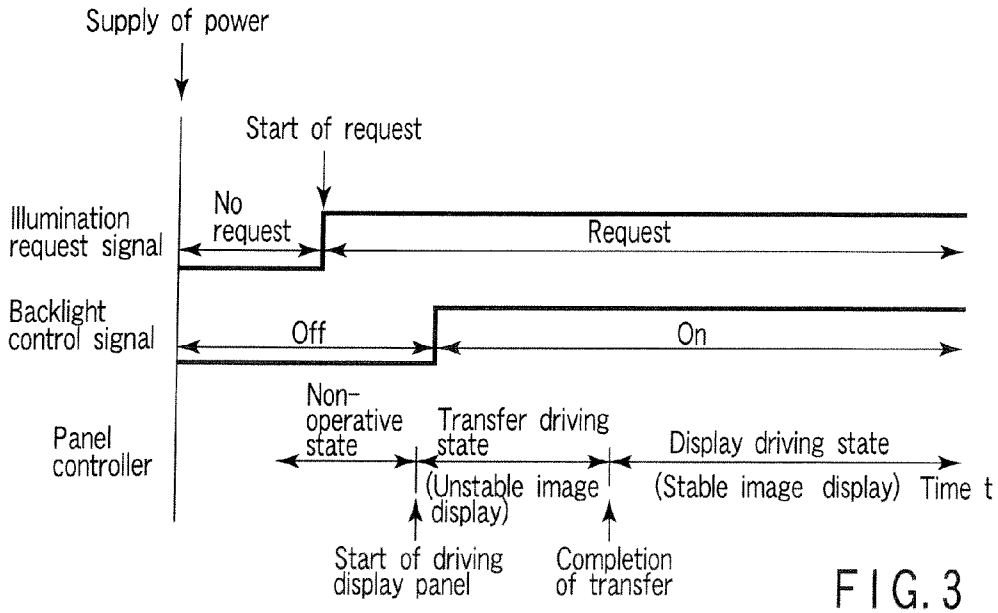 Supply of power
Start of request
Illumination
request signal
No
request
Request
Backlight
control signal
Off
On
Panel
controller
Non-
operative
state
Transfer driving
state
(Unstable image
display)
Display driving state
(Stable image display)
Time t
Start of driving
display panel
Completion
of transfer
FIG. 3